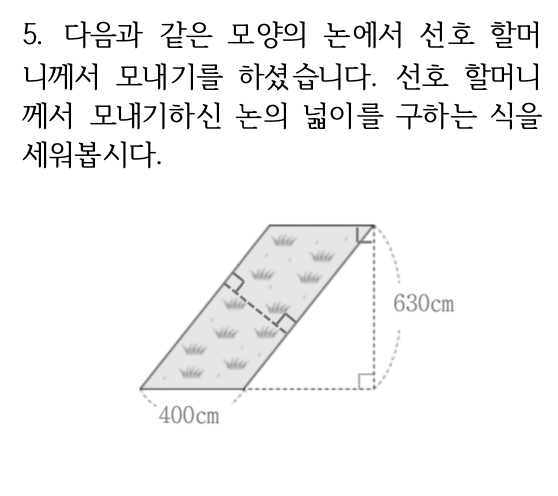 5. 다음과 같은 모양의 논에서 선호 할머
니께서 모내기를 하셨습니다. 선호 할머니
께서 모내기하신 논의 넓이를 구하는 식을
세워봅시다.
630cm
400cm